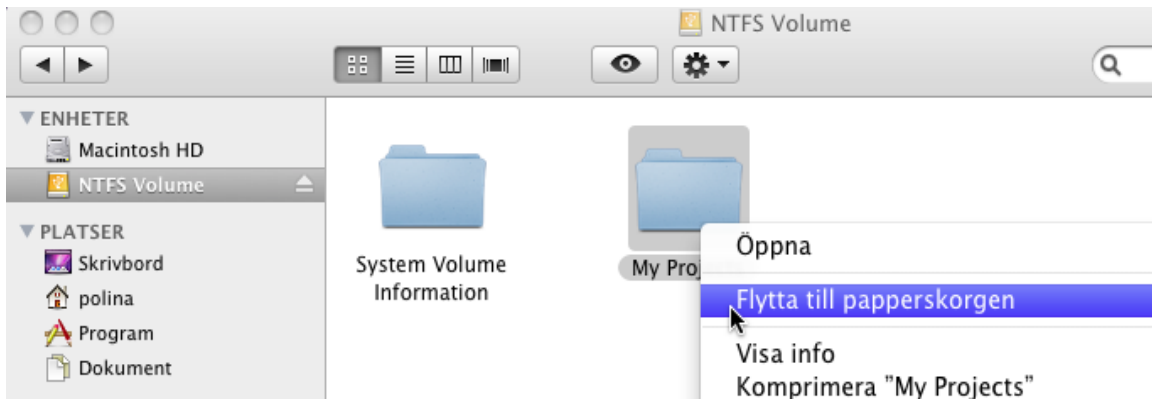 NTFS Volume
ENHETER
Macintosh HD
NTFS Volume
PLATSER
Skrivbord
polina
Program
Dokument
System Volume
Information
My Proj
Öppna
Flytta till papperskorgen
Visa info
Komprimera ”My Projects”